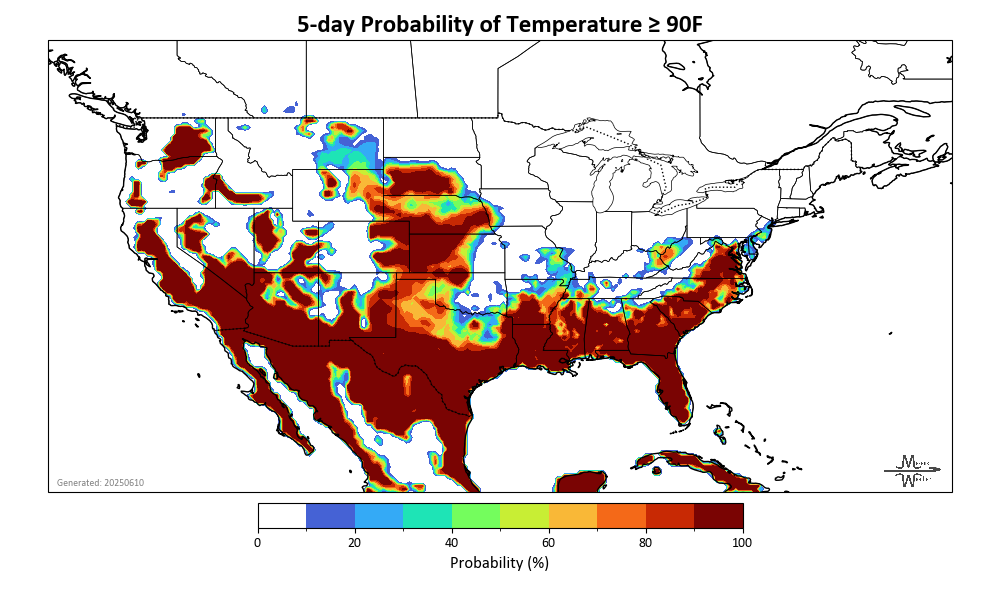 5-day Probability of Temperature ≥ 90F
Generated: 20250610
0 20 40 60 80 100
Probability (%)